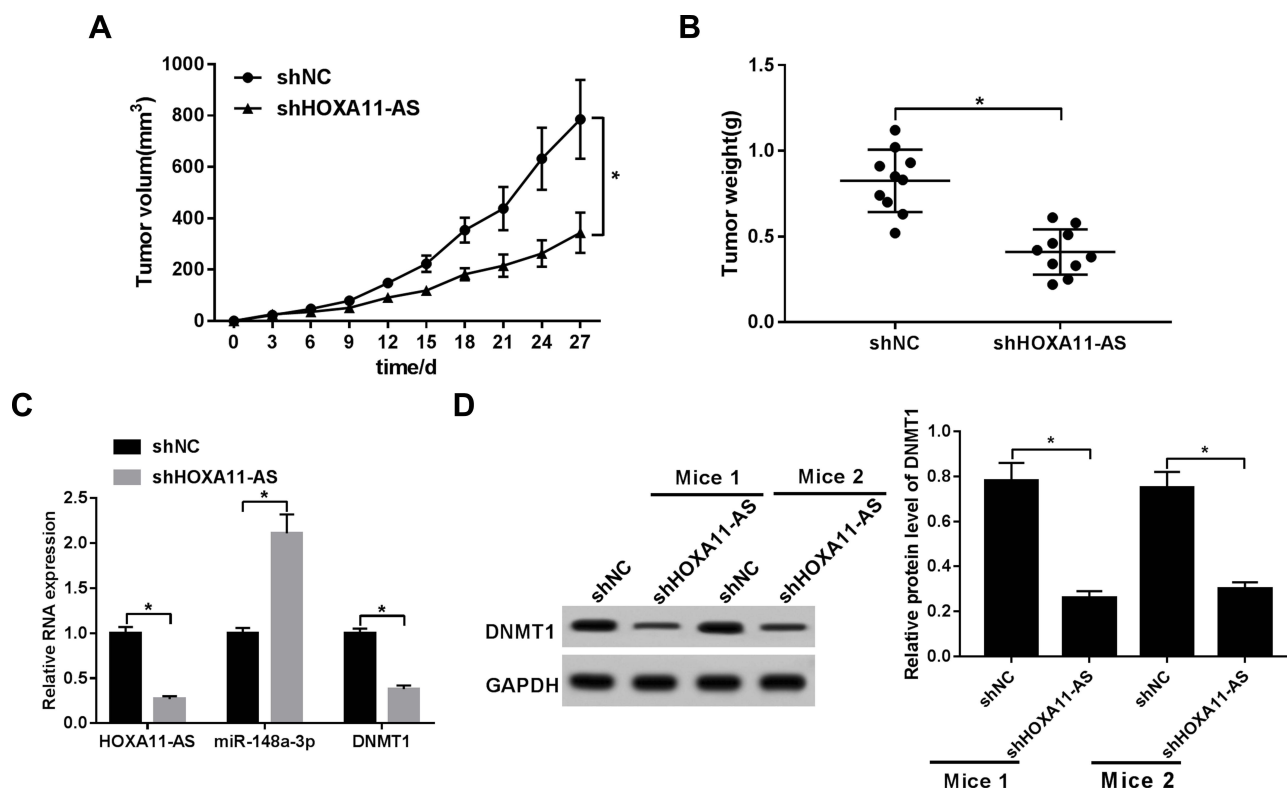 A
Tumor volum(mm3)
1000
800
600
400
200
0
shNC
shHOXA11-AS
*
0 3 6 9 12 15 18 21 24 27
time/d
B
Tumor weight(g)
1.5
1.0
0.5
0.0
*
shNC shHOXA11-AS
C
shNC
shHOXA11-AS
Relative RNA expression
2.5
2.0
1.5
1.0
0.5
0.0
* * *
HOXA11-AS miR-148a-3p DNMT1
D
Mice 1 Mice 2
shNC shHOXA11-AS shNC shHOXA11-AS
DNMT1
GAPDH
Relative protein level of DNMT1
1.0
0.8
0.6
0.4
0.2
0.0
* *
shNC shHOXA11-AS shNC shHOXA11-AS
Mice 1 Mice 2